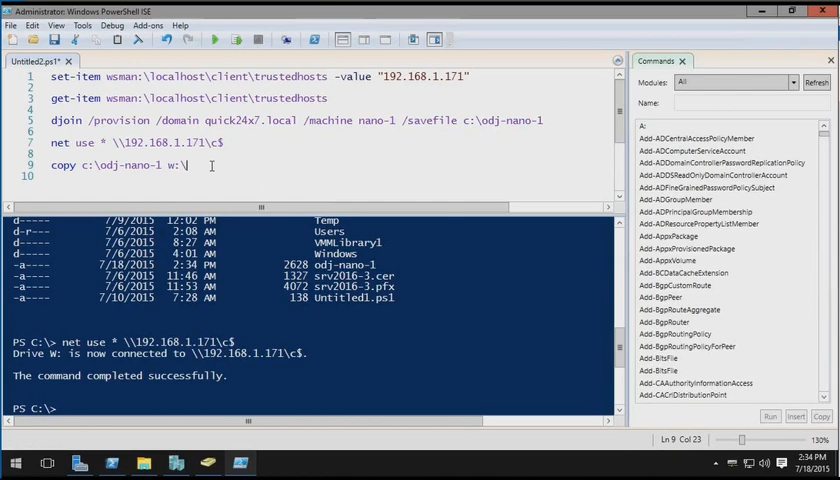 Administrator: Windows PowerShell ISE
File Edit View Tools Debug Add-ons Help
Untitled2.ps1*
1 set-item wsman:\localhost\client\trustedhosts -value "192.168.1.171"
2
3 get-item wsman:\localhost\client\trustedhosts
4
5 djoin /provision /domain quick24x7.local /machine nano-1 /savefile c:\odj-nano-1
6
7 net use * \\192.168.1.171\c$
8
9 copy c:\odj-nano-1 w:\
10
d----- 7/9/2015 12:02 PM Temp
d-r--- 7/6/2015 2:08 AM Users
d----- 7/6/2015 8:27 AM VMMLibrary1
d----- 7/6/2015 4:01 AM Windows
-a---- 7/18/2015 2:34 PM 2628 odj-nano-1
-a---- 7/6/2015 11:46 AM 1327 srv2016-3.cer
-a---- 7/6/2015 11:53 AM 4072 srv2016-3.pfx
-a---- 7/10/2015 7:28 AM 138 Untitled1.ps1
PS C:\> net use * \\192.168.1.171\c$
Drive W: is now connected to \\192.168.1.171\c$.
The command completed successfully.
PS C:\>
Commands
Modules: All Refresh
Name:
A:
Add-ADCentralAccessPolicyMember
Add-ADComputerServiceAccount
Add-ADDomainControllerPasswordReplicationPolicy
Add-ADDSReadOnlyDomainControllerAccount
Add-ADFineGrainedPasswordPolicySubject
Add-ADGroupMember
Add-ADPrincipalGroupMembership
Add-ADResourcePropertyListMember
Add-AppxPackage
Add-AppxProvisionedPackage
Add-AppxVolume
Add-BCDataCacheExtension
Add-BgpCustomRoute
Add-BgpPeer
Add-BgpRouteAggregate
Add-BgpRouter
Add-BgpRoutingPolicy
Add-BgpRoutingPolicyForPeer
Add-BitsFile
Add-BitsFile
Add-CAAuthorityInformationAccess
Add-CACrlDistributionPoint
Run Insert Copy
Ln 9 Col 23 130%
2:34 PM
7/18/2015